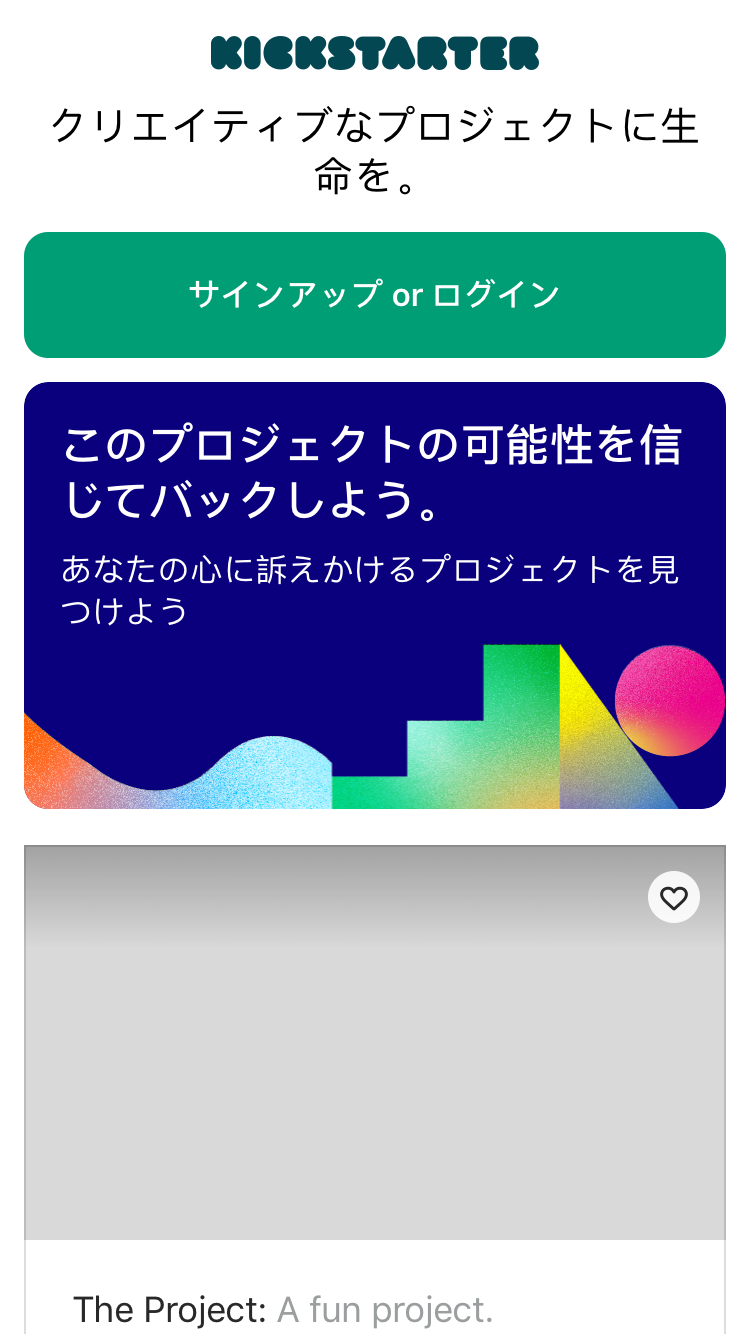 KICKSTARTER
クリエイティブなプロジェクトに生
命を。
サインアップ or ログイン
このプロジェクトの可能性を信
じてバックしよう。
あなたの心に訴えかけるプロジェクトを見
つけよう
The Project: A fun project.